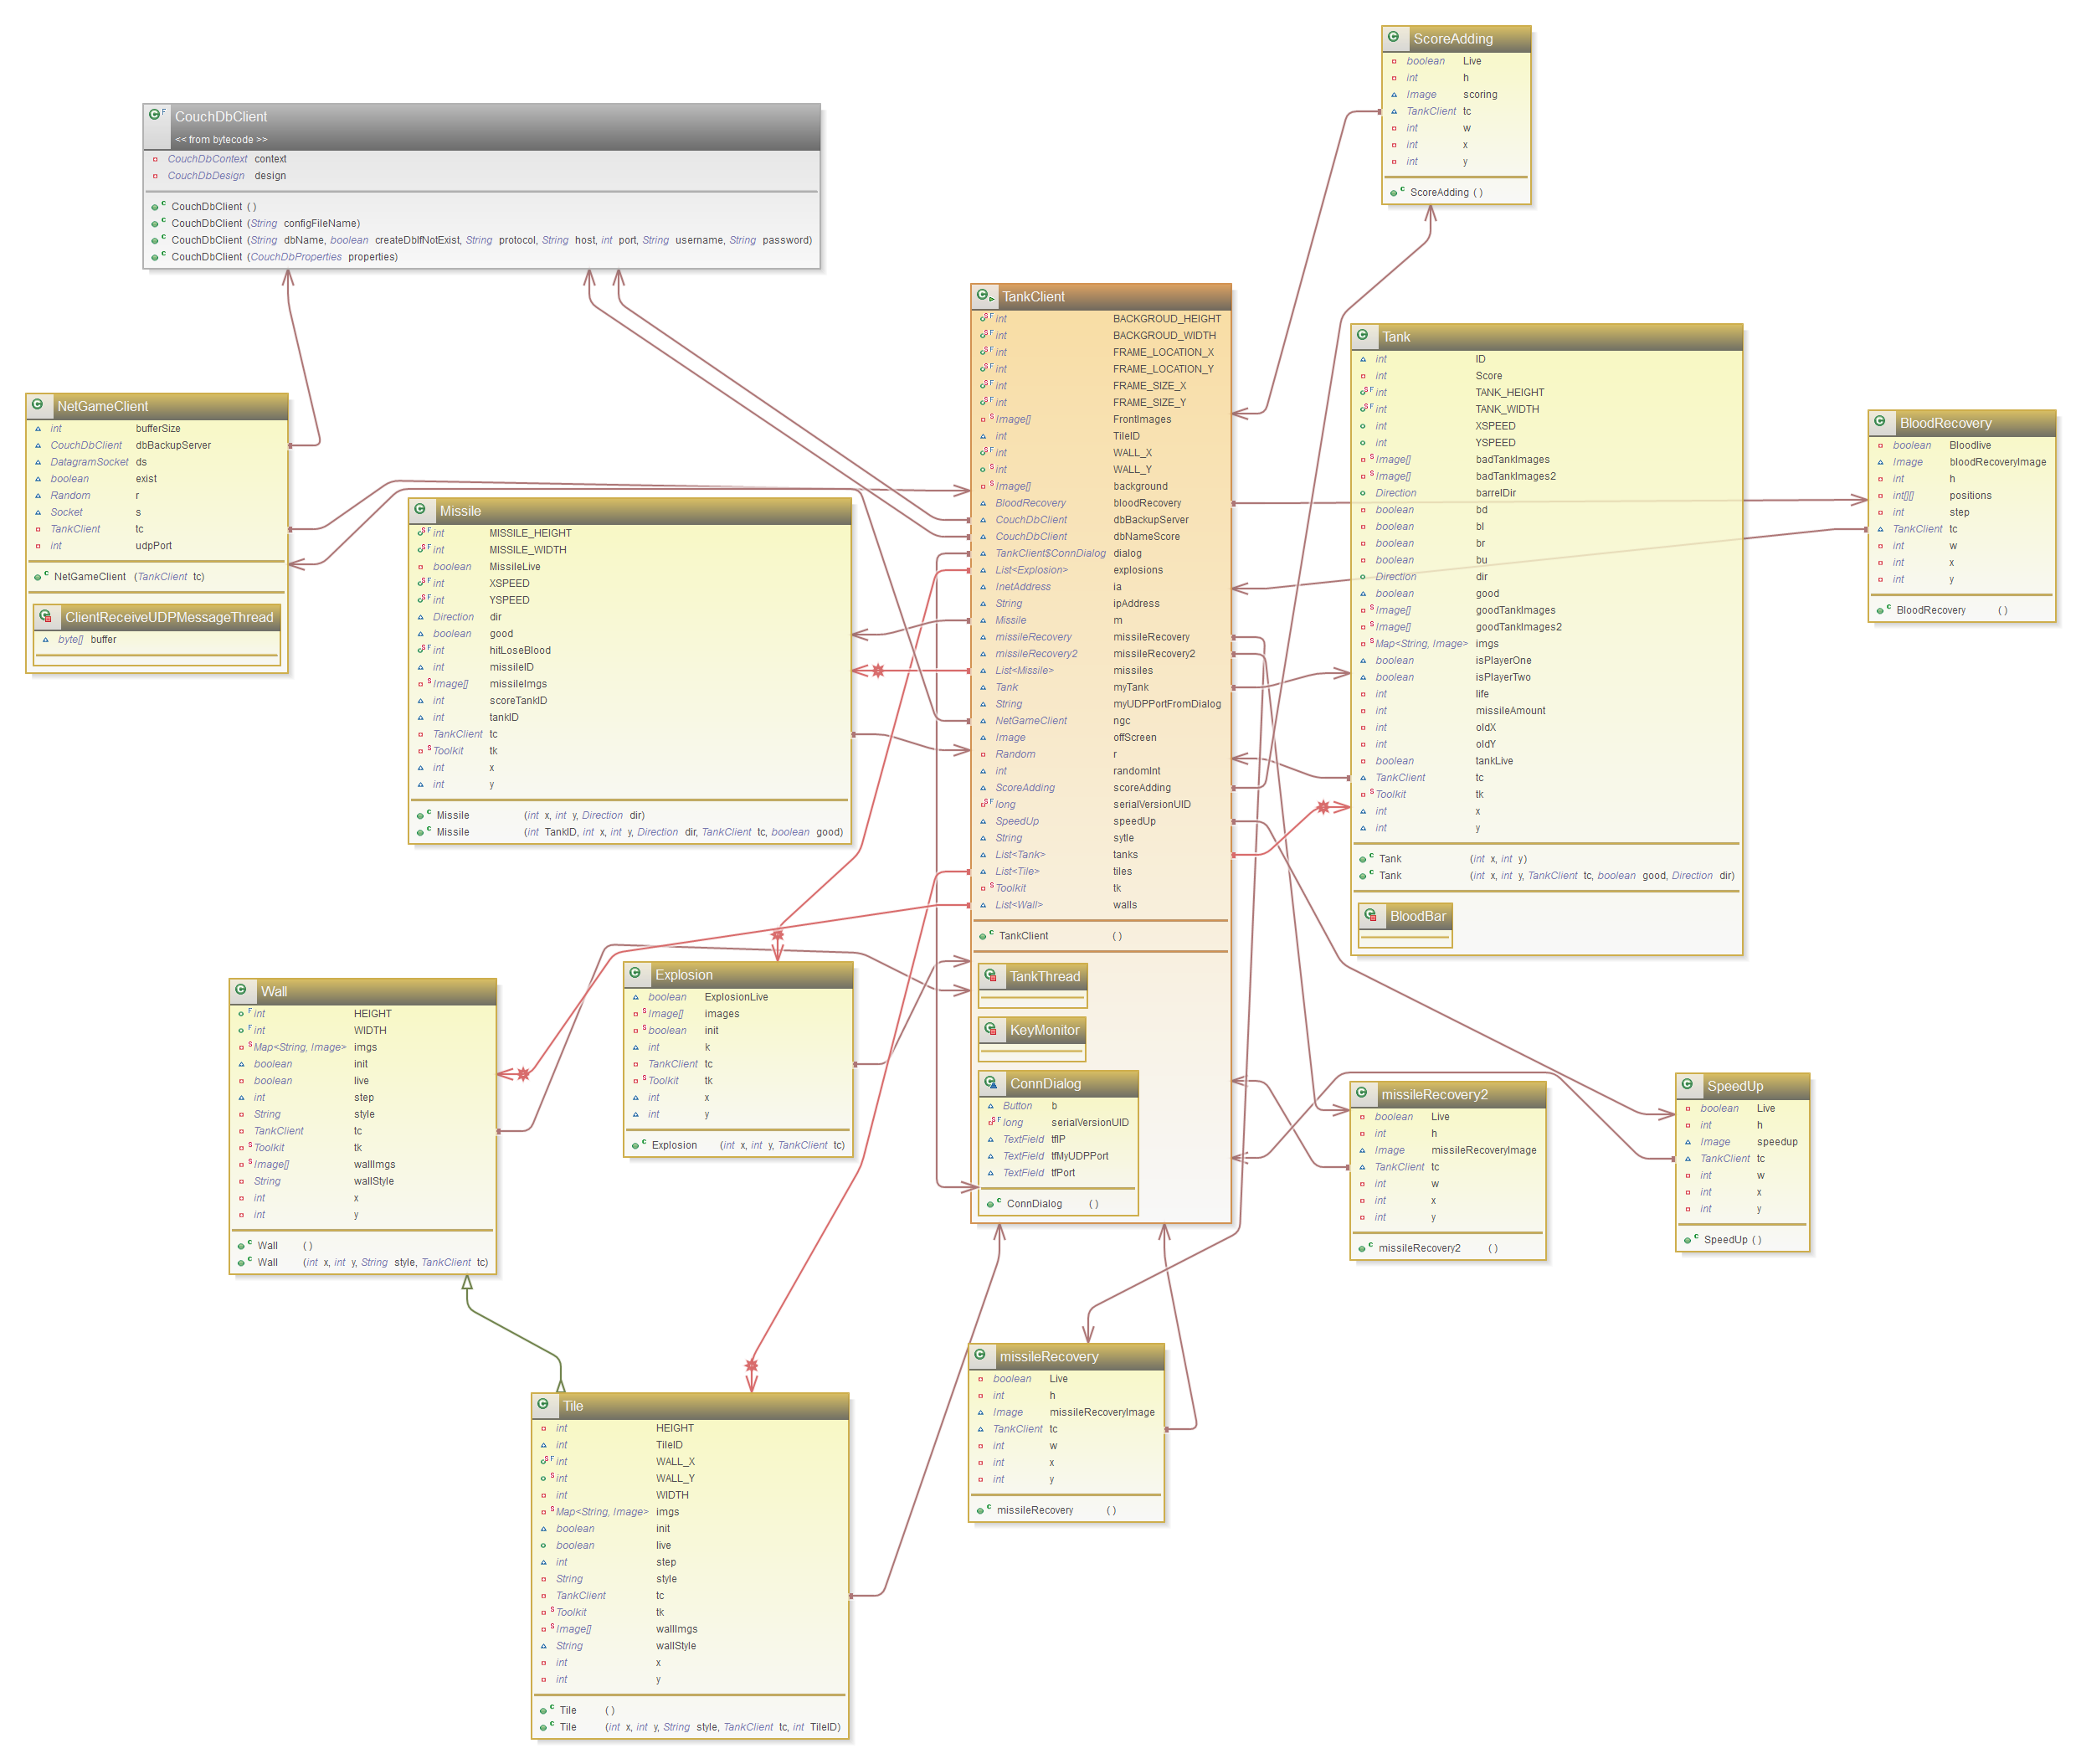 ScoreAdding
boolean Live
int h
Image scoring
TankClient tc
int w
int x
int y
ScoreAdding ( )
CouchDbClient
<< from bytecode >>
CouchDbContext context
CouchDbDesign design
CouchDbClient ( )
CouchDbClient (String configFileName)
CouchDbClient (String dbName, boolean createDbIfNotExist, String protocol, String host, int port, String username, String password)
CouchDbClient (CouchDbProperties properties)
TankClient
int BACKGROUD_HEIGHT
int BACKGROUD_WIDTH
int FRAME_LOCATION_X
int FRAME_LOCATION_Y
int FRAME_SIZE_X
int FRAME_SIZE_Y
Image[] FrontImages
int TileID
int WALL_X
int WALL_Y
Image[] background
BloodRecovery bloodRecovery
CouchDbClient dbBackupServer
CouchDbClient dbNameScore
TankClient$ConnDialog dialog
List<Explosion> explosions
InetAddress ia
String ipAddress
Missile m
missileRecovery missileRecovery
missileRecovery2 missileRecovery2
List<Missile> missiles
Tank myTank
String myUDPPortFromDialog
NetGameClient ngc
Image offScreen
Random r
int randomInt
ScoreAdding scoreAdding
long serialVersionUID
SpeedUp speedUp
String sytle
List<Tank> tanks
List<Tile> tiles
Toolkit tk
List<Wall> walls
TankClient ( )
TankThread
KeyMonitor
ConnDialog
Button b
long serialVersionUID
TextField tfIP
TextField tfMyUDPPort
TextField tfPort
ConnDialog ( )
Tank
int ID
int Score
int TANK_HEIGHT
int TANK_WIDTH
int XSPEED
int YSPEED
Image[] badTankImages
Image[] badTankImages2
Direction barrelDir
boolean bd
boolean bl
boolean br
boolean bu
Direction dir
boolean good
Image[] goodTankImages
Image[] goodTankImages2
Map<String, Image> imgs
boolean isPlayerOne
boolean isPlayerTwo
int life
int missileAmount
int oldX
int oldY
boolean tankLive
TankClient tc
Toolkit tk
int x
int y
Tank (int x, int y)
Tank (int x, int y, TankClient tc, boolean good, Direction dir)
BloodBar
BloodRecovery
boolean Bloodlive
Image bloodRecoveryImage
int h
int[][] positions
int step
TankClient tc
int w
int x
int y
BloodRecovery ( )
NetGameClient
int bufferSize
CouchDbClient dbBackupServer
DatagramSocket ds
boolean exist
Random r
Socket s
TankClient tc
int udpPort
NetGameClient (TankClient tc)
ClientReceiveUDPMessageThread
byte[] buffer
Missile
int MISSILE_HEIGHT
int MISSILE_WIDTH
boolean MissileLive
int XSPEED
int YSPEED
Direction dir
boolean good
int hitLoseBlood
int missileID
Image[] missileImgs
int scoreTankID
int tankID
TankClient tc
Toolkit tk
int x
int y
Missile (int x, int y, Direction dir)
Missile (int TankID, int x, int y, Direction dir, TankClient tc, boolean good)
Explosion
boolean ExplosionLive
Image[] images
boolean init
int k
TankClient tc
Toolkit tk
int x
int y
Explosion (int x, int y, TankClient tc)
Wall
int HEIGHT
int WIDTH
Map<String, Image> imgs
boolean init
boolean live
int step
String style
TankClient tc
Toolkit tk
Image[] wallImgs
String wallStyle
int x
int y
Wall ( )
Wall (int x, int y, String style, TankClient tc)
missileRecovery2
boolean Live
int h
Image missileRecoveryImage
TankClient tc
int w
int x
int y
missileRecovery2 ( )
SpeedUp
boolean Live
int h
Image speedup
TankClient tc
int w
int x
int y
SpeedUp ( )
missileRecovery
boolean Live
int h
Image missileRecoveryImage
TankClient tc
int w
int x
int y
missileRecovery ( )
Tile
int HEIGHT
int TileID
int WALL_X
int WALL_Y
int WIDTH
Map<String, Image> imgs
boolean init
boolean live
int step
String style
TankClient tc
Toolkit tk
Image[] wallImgs
String wallStyle
int x
int y
Tile ( )
Tile (int x, int y, String style, TankClient tc, int TileID)